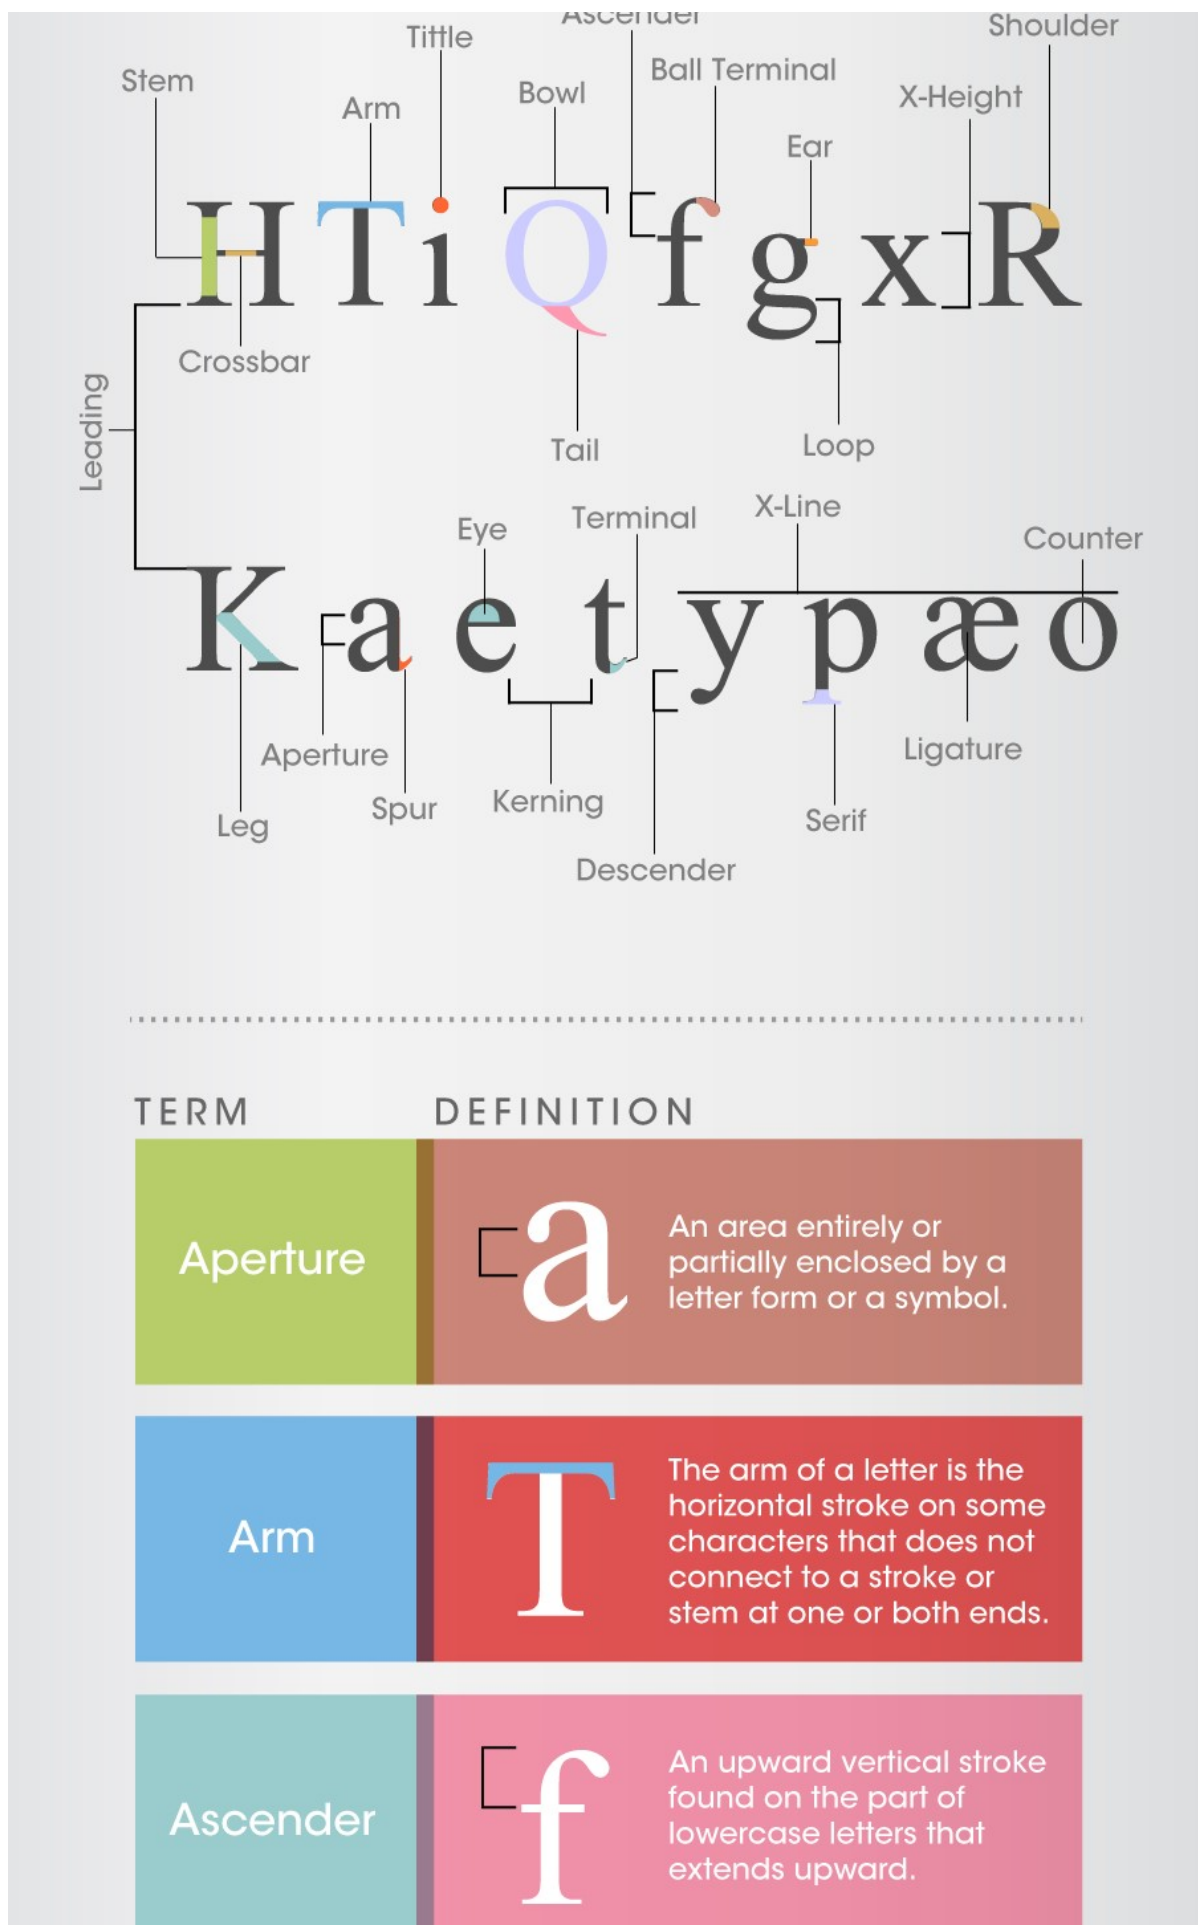 Ascender
Shoulder
Tittle
Ball Terminal
Stem
Bowl
X-Height
Arm
Ear
H T i Q f g x R
Crossbar
Leading
Tail
Loop
X-Line
Terminal
Eye
Counter
K a e t y p æ o
Aperture
Ligature
Kerning
Spur
Serif
Leg
Descender
TERM DEFINITION
Aperture
a
An area entirely or
partially enclosed by a
letter form or a symbol.
Arm
T
The arm of a letter is the
horizontal stroke on some
characters that does not
connect to a stroke or
stem at one or both ends.
Ascender
f
An upward vertical stroke
found on the part of
lowercase letters that
extends upward.